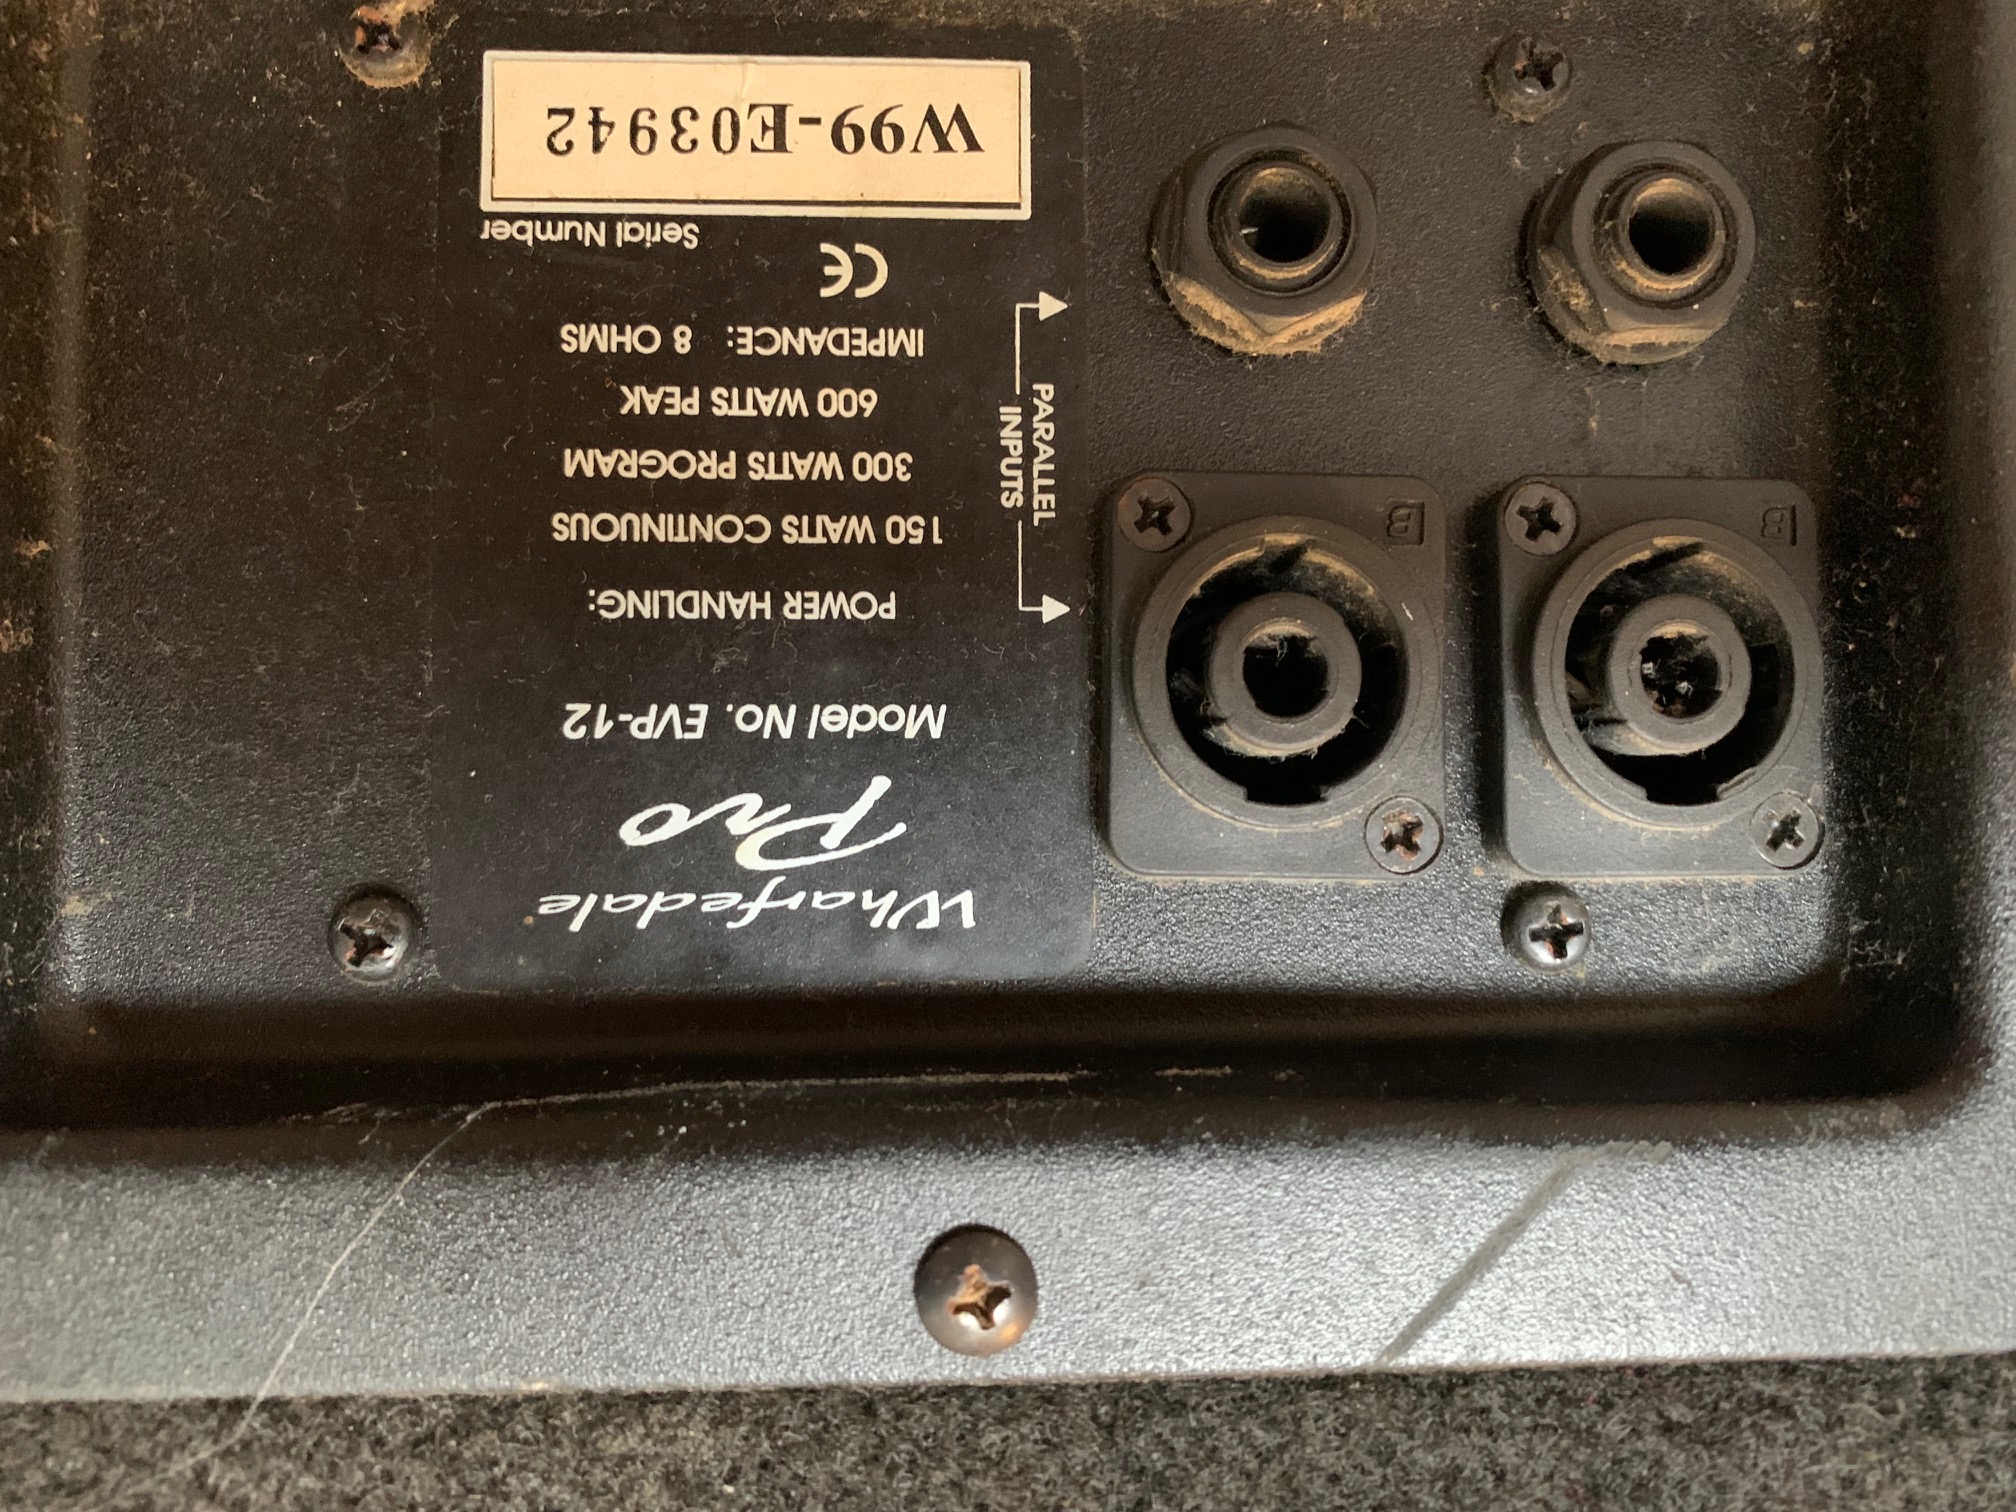 Wharfedale
Pro
Model No. EVP-12
POWER HANDLING:
150 WATTS CONTINUOUS
300 WATTS PROGRAM
600 WATTS PEAK
IMPEDANCE: 8 OHMS
PARALLEL
INPUTS
CE
Serial Number
W99-E03942